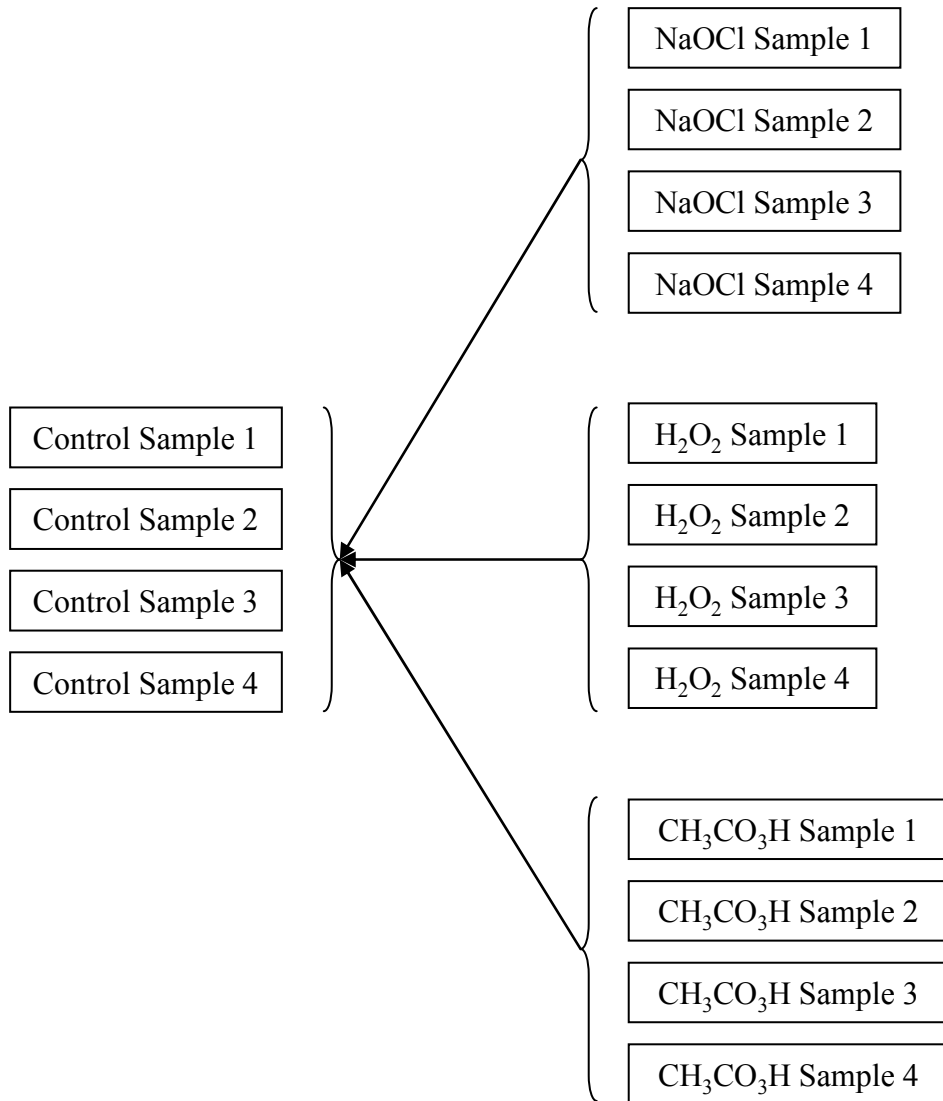 NaOCl Sample 1
NaOCl Sample 2
NaOCl Sample 3
NaOCl Sample 4
Control Sample 1
Control Sample 2
Control Sample 3
Control Sample 4
H₂O₂ Sample 1
H₂O₂ Sample 2
H₂O₂ Sample 3
H₂O₂ Sample 4
CH₃CO₃H Sample 1
CH₃CO₃H Sample 2
CH₃CO₃H Sample 3
CH₃CO₃H Sample 4